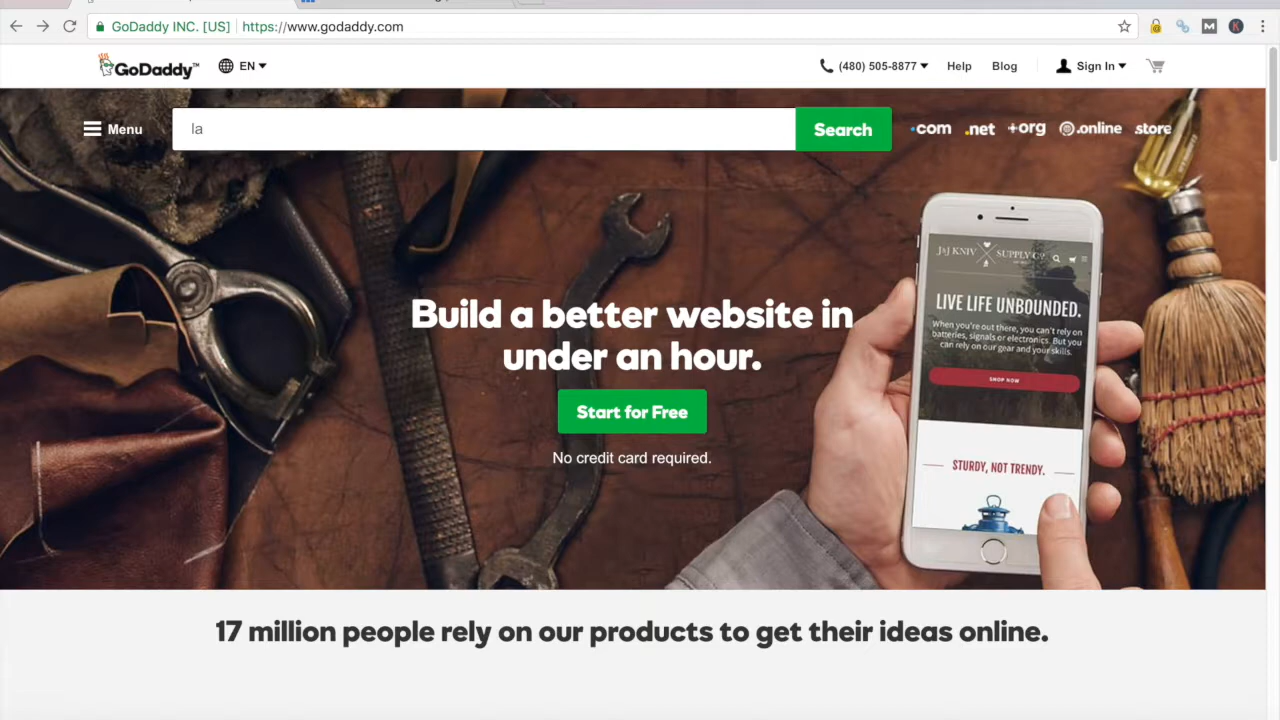 GoDaddy INC. [US] | https://www.godaddy.com
GoDaddy™ EN (480) 505-8877 Help Blog Sign In
Menu la Search .com .net +org .online .store
J&J KNIV SUPPLY CO
LIVE LIFE UNBOUNDED.
When you're out there, you can't rely on
batteries, signals or electronics. But you
can rely on our gear and your skills.
SHOP NOW
STURDY, NOT TRENDY.
Build a better website in
under an hour.
Start for Free
No credit card required.
17 million people rely on our products to get their ideas online.